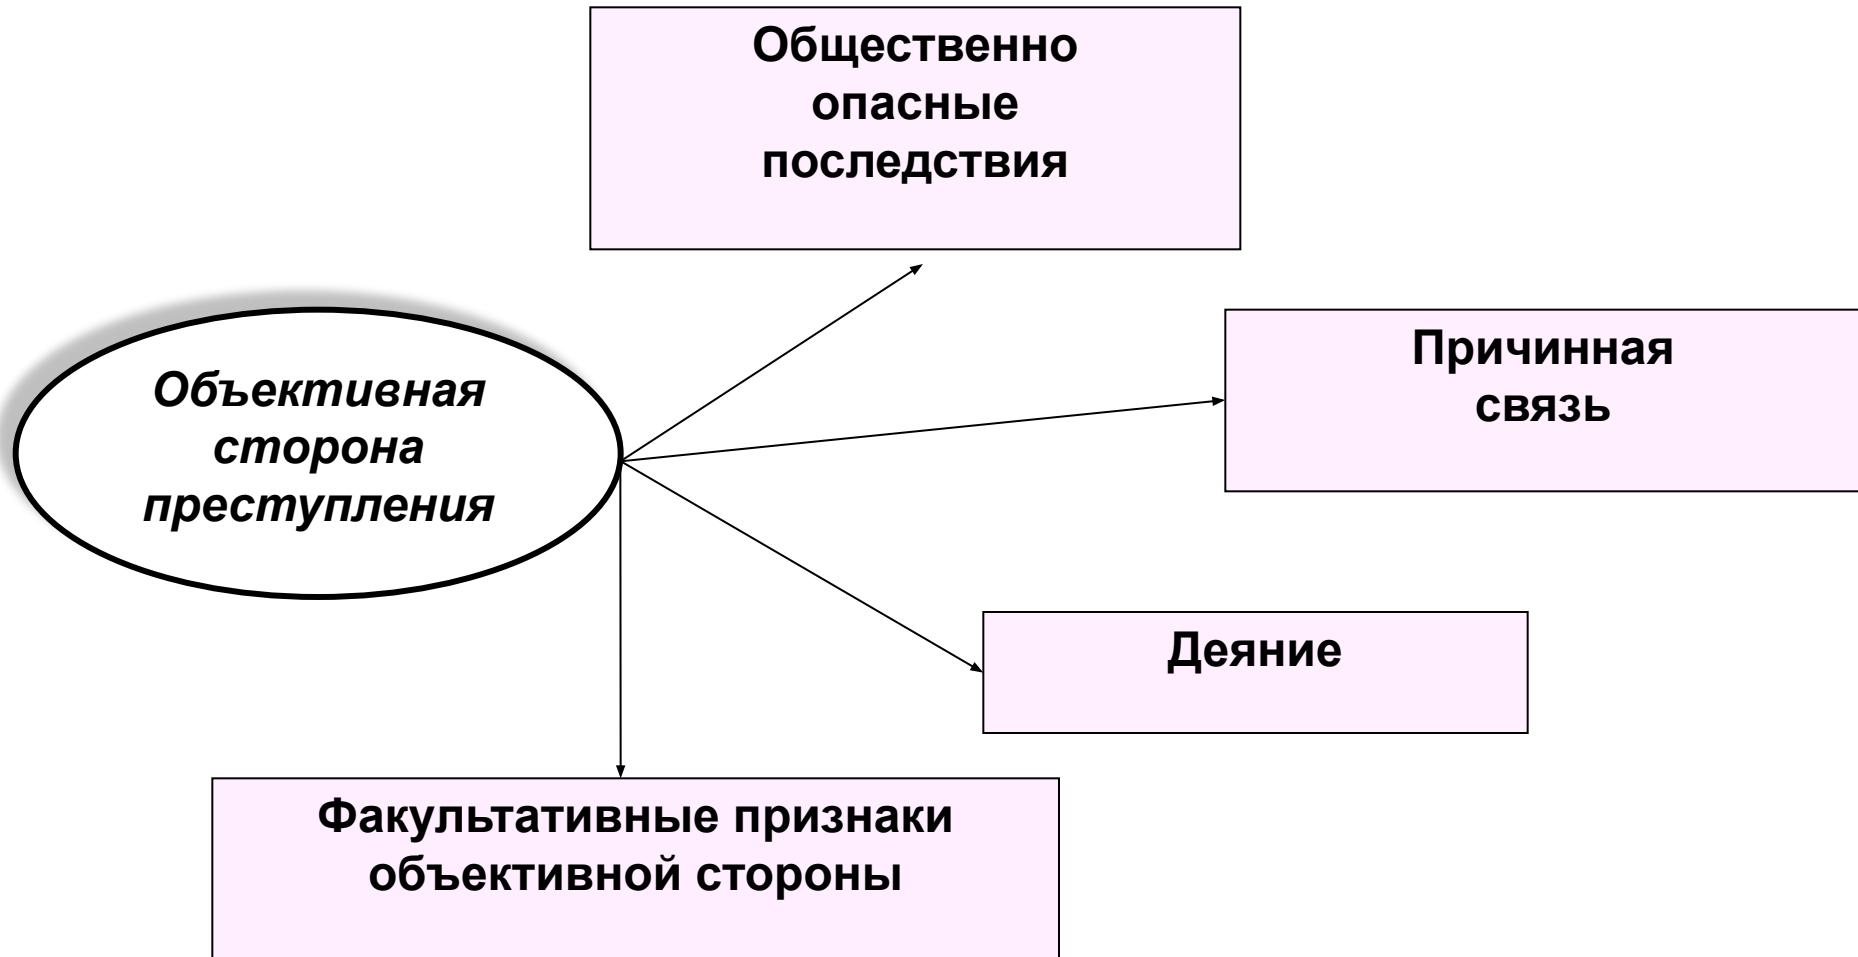 Общественно
опасные
последствия
Причинная
связь
Объективная
сторона
преступления
Деяние
Факультативные признаки
объективной стороны